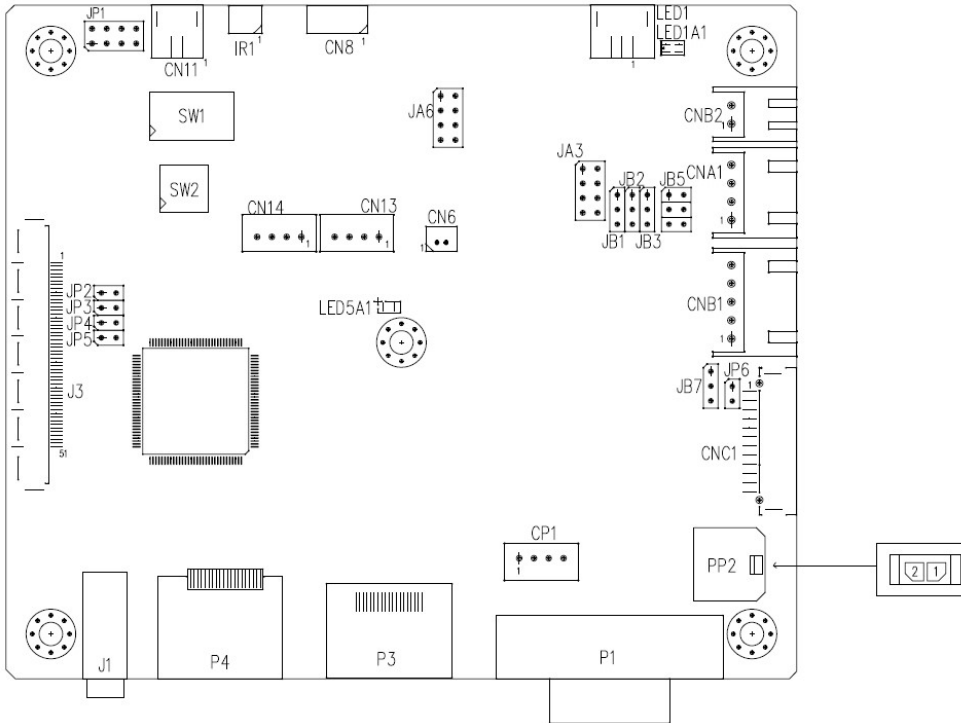 JP1
CN11
1
IR1
1
CN8
1
LED1
LED1A1
1
SW1
JA6
CNB2
1
SW2
JA3
JB2
JB5
CNA1
1
CN14
1
CN13
1
CN6
1
JB1
JB3
1
JP2
JP3
JP4
JP5
LED5A1
+
CNB1
1
J3
51
JB7
JP6
1
CNC1
CP1
1
PP2
2 1
J1
P4
P3
P1